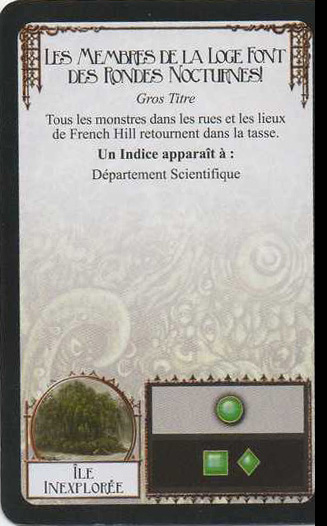 Les Membres de la Loge Font
des Rondes Nocturnes!
Gros Titre
Tous les monstres dans les rues et les lieux
de French Hill retournent dans la tasse.
Un Indice apparaît à :
Département Scientifique
Île
Inexplorée